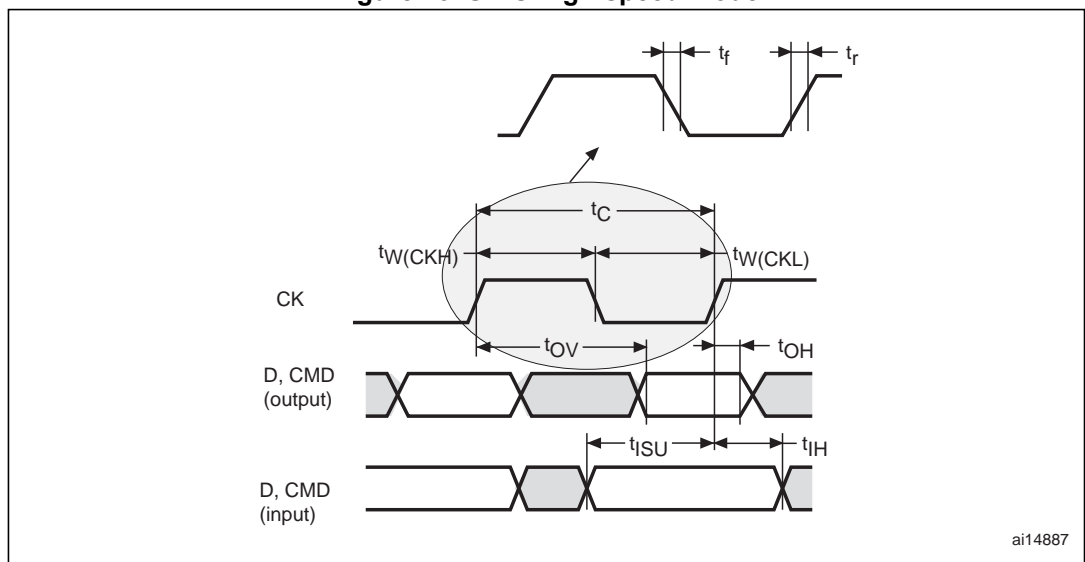 tf
tr
tC
tW(CKH)
tW(CKL)
CK
tOV
tOH
D, CMD
(output)
tISU
tIH
D, CMD
(input)
ai14887